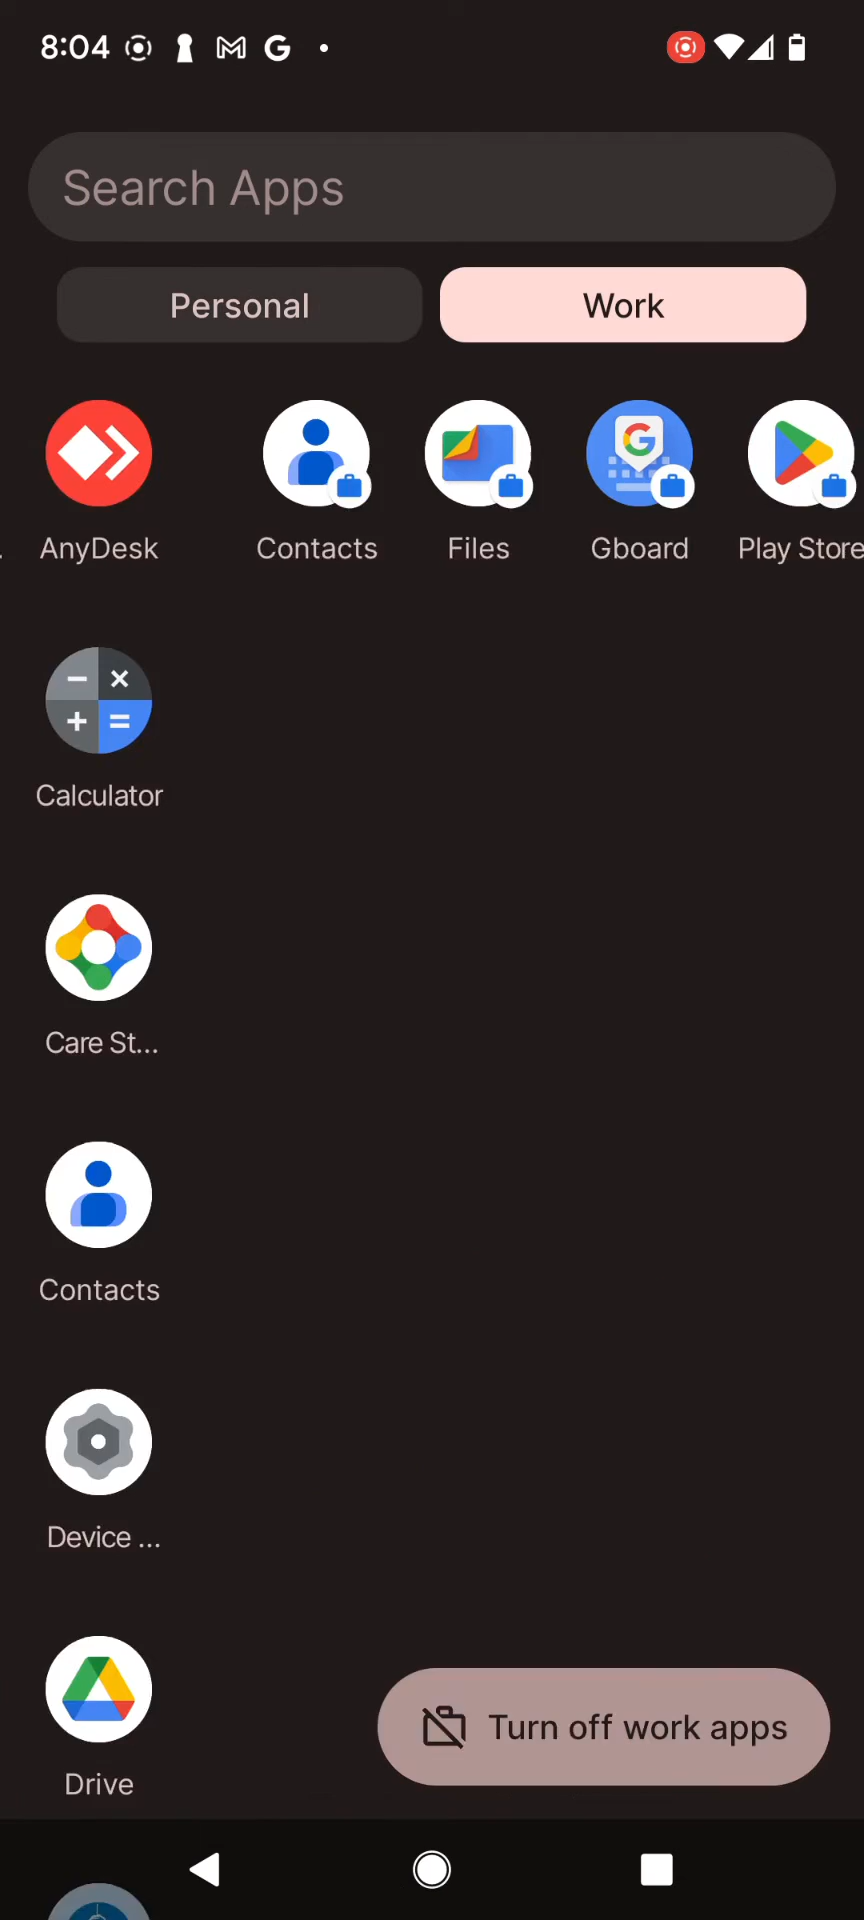 8:04
Search Apps
Personal
Work
AnyDesk
Contacts
Files
Gboard
Play Store
Calculator
Care St...
Contacts
Device ...
Drive
Turn off work apps